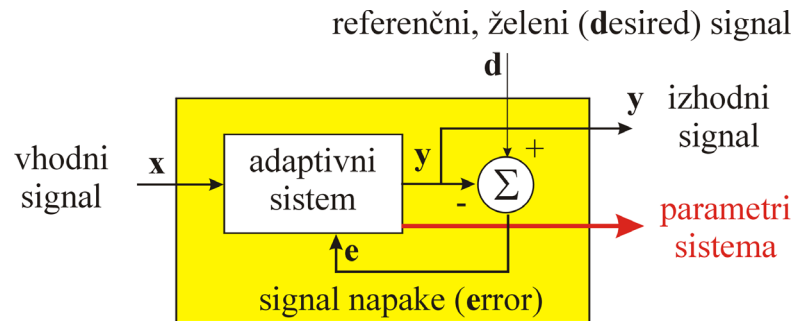 referenčni, želeni (desired) signal
d
y izhodni
signal
vhodni
signal
x
adaptivni
sistem
y
+
-
Σ
parametri
sistema
e
signal napake (error)